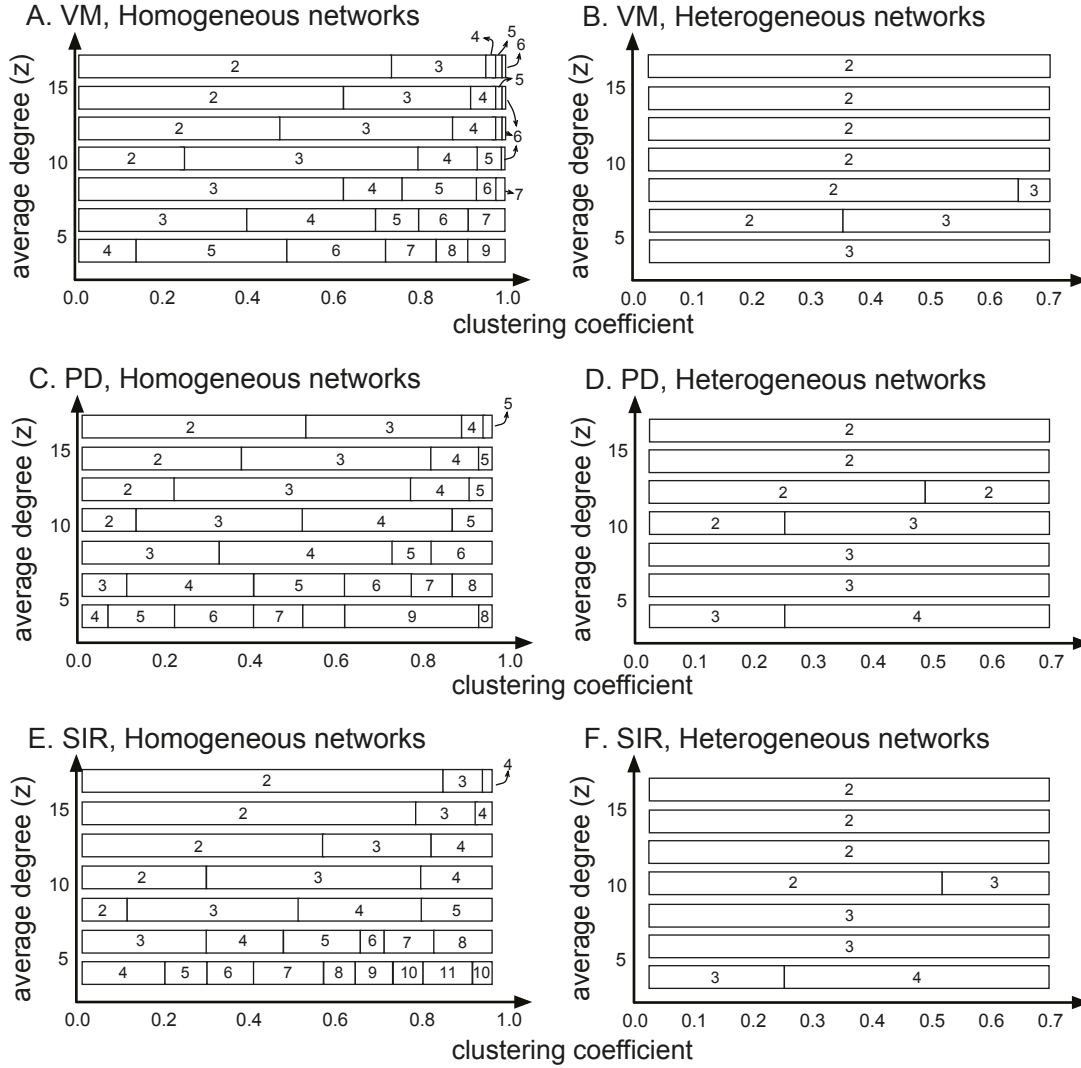 A. VM, Homogeneous networks
average degree (z)
15
10
5
2 3 4 5 6
2 3 4 5
2 3 4 6
2 3 4 5
3 4 5 6 7
3 4 5 6 7
4 5 6 7 8 9
0.0 0.2 0.4 0.6 0.8 1.0
clustering coefficient
B. VM, Heterogeneous networks
average degree (z)
15
10
5
2
2
2
2
2 3
2 3
3
0.0 0.1 0.2 0.3 0.4 0.5 0.6 0.7
clustering coefficient
C. PD, Homogeneous networks
average degree (z)
15
10
5
2 3 4 5
2 3 4 5
2 3 4 5
2 3 4 5
3 4 5 6
3 4 5 6 7 8
4 5 6 7 9 8
0.0 0.2 0.4 0.6 0.8 1.0
clustering coefficient
D. PD, Heterogeneous networks
average degree (z)
15
10
5
2
2
2 2
2 3
3
3
3 4
0.0 0.1 0.2 0.3 0.4 0.5 0.6 0.7
E. SIR, Homogeneous networks
average degree (z)
15
10
5
2 3 4
2 3 4
2 3 4
2 3 4
2 3 4 5
3 4 5 6 7 8
4 5 6 7 8 9 10 11 10
0.0 0.2 0.4 0.6 0.8 1.0
clustering coefficient
F. SIR, Heterogeneous networks
average degree (z)
15
10
5
2
2
2
2 3
3
3
3 4
0.0 0.1 0.2 0.3 0.4 0.5 0.6 0.7